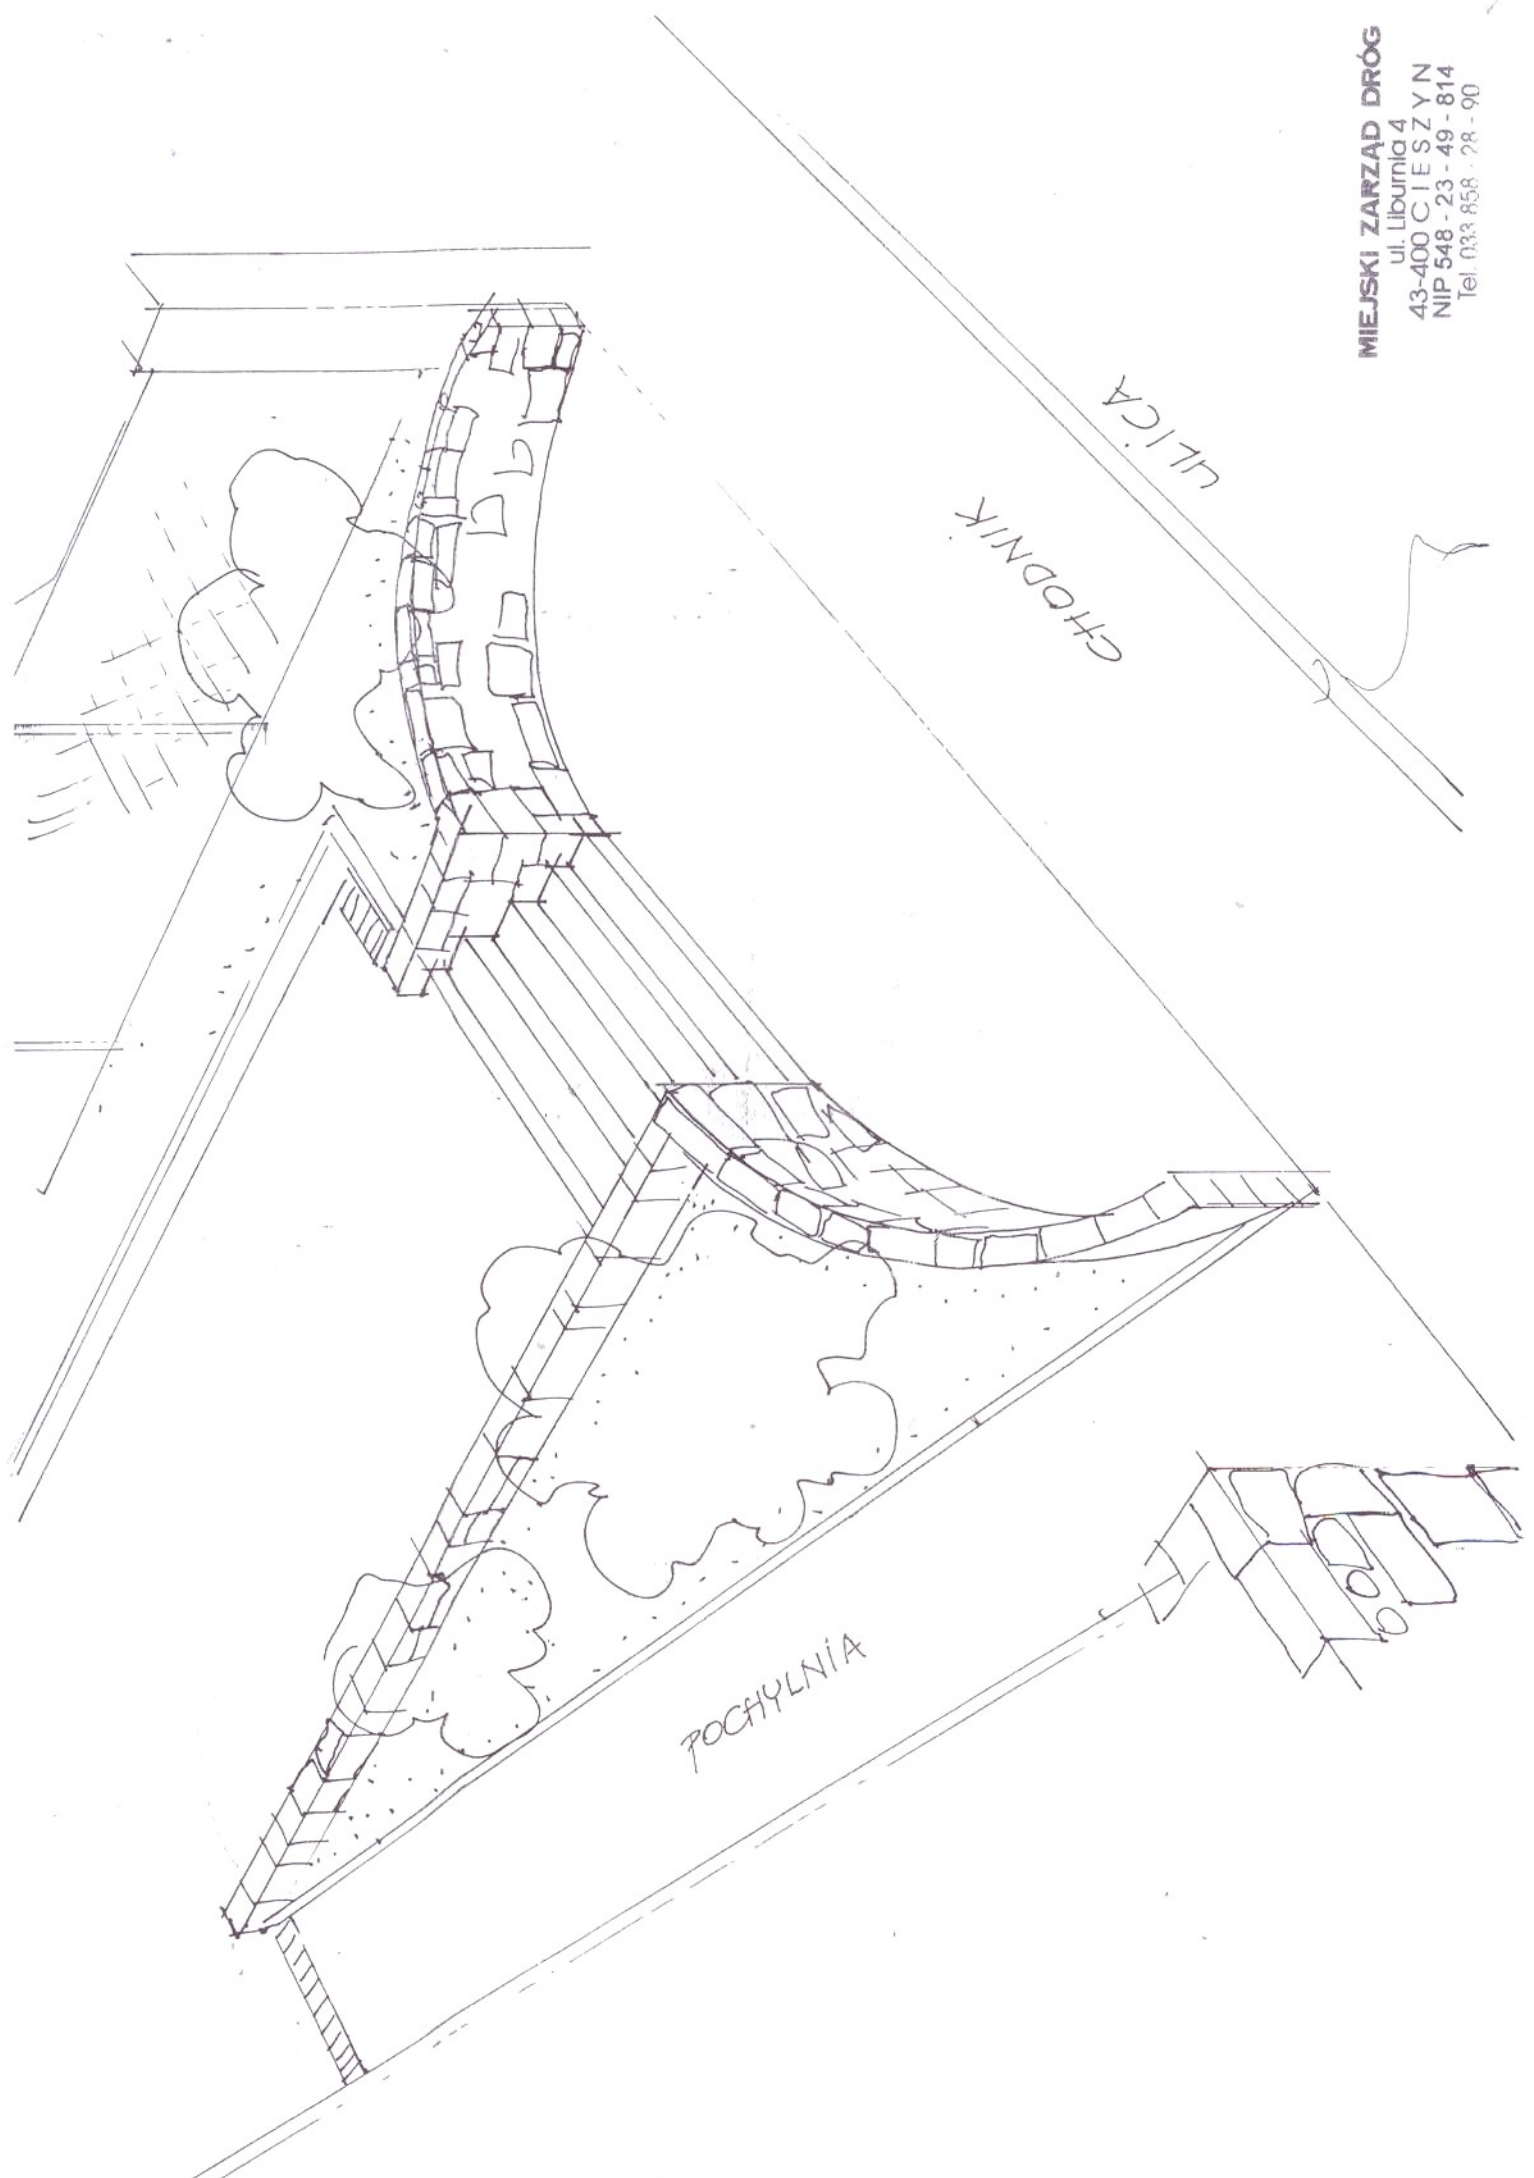 MIEJSKI ZARZĄD DRÓG
ul. Liburnia 4
43-400 CIESZYN
NIP 548 - 23 - 49 - 814
Tel. 033 858 - 28 - 90
ULICA
CHODNIK
POCHYLNIA